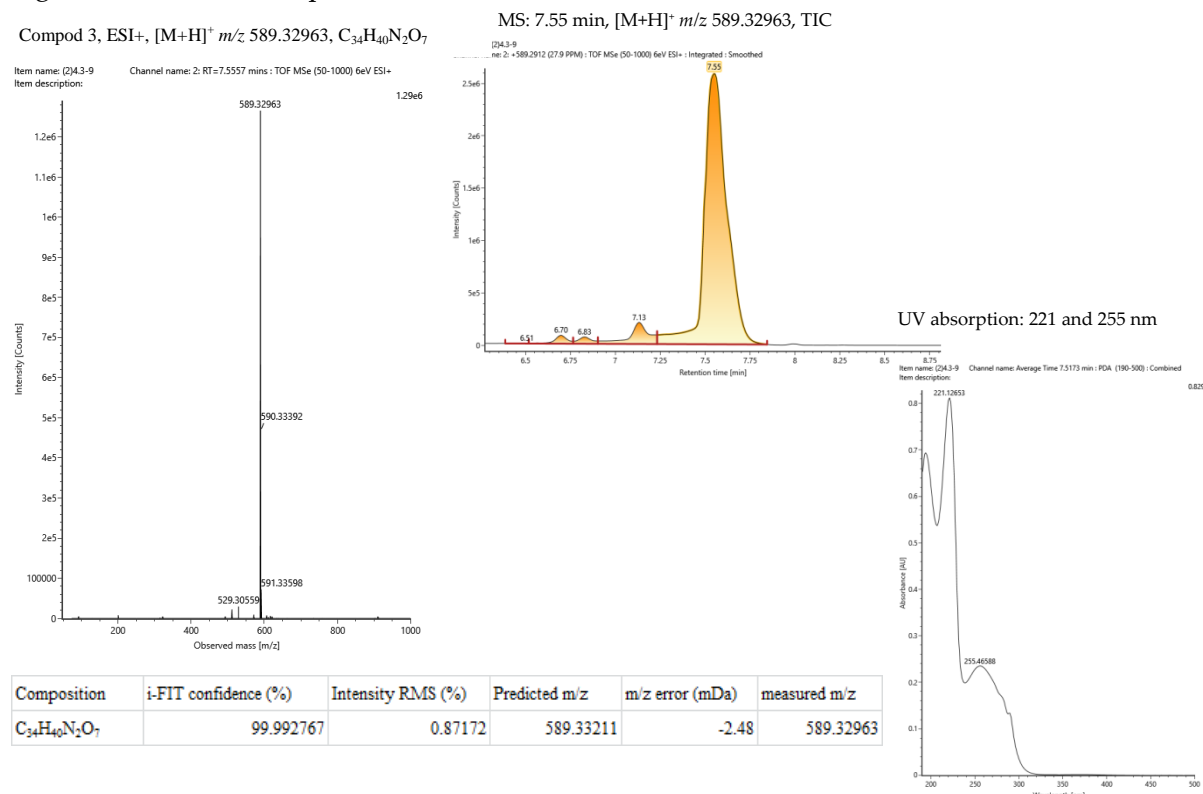 Compod 3, ESI+, [M+H]⁺ m/z 589.32963, C₃₄H₄₀N₂O₇
Item name: (2)4.3-9 Channel name: 2: RT=7.5557 mins : TOF MSe (50-1000) 6eV ESI+
Item description:
1.29e6
589.32963
1.2e6
1.1e6
1e6
9e5
8e5
7e5
6e5
5e5
4e5
3e5
2e5
100000
0
590.33392
591.33598
529.30559
200
400
600
800
1000
Intensity [Counts]
Observed mass [m/z]
MS: 7.55 min, [M+H]⁺ m/z 589.32963, TIC
(2)4.3-9
ne: 2: +589.2912 (27.9 PPM) : TOF MSe (50-1000) 6eV ESI+ : Integrated : Smoothed
7.55
2.5e6
2e6
1.5e6
1e6
5e5
0
6.51
6.70
6.83
7.13
6.5
6.75
7
7.25
7.5
7.75
8
8.25
8.5
8.75
Intensity [Counts]
Retention time [min]
UV absorption: 221 and 255 nm
Item name: (2)4.3-9 Channel name: Average Time 7.5173 min : PDA (190-500) : Combined
Item description:
0.829
221.12653
255.46588
0.8
0.7
0.6
0.5
0.4
0.3
0.2
0.1
0
200
250
300
350
400
450
500
Absorbance [AU]
Composition i-FIT confidence (%) Intensity RMS (%) Predicted m/z m/z error (mDa) measured m/z
C₃₄H₄₀N₂O₇ 99.992767 0.87172 589.33211 -2.48 589.32963